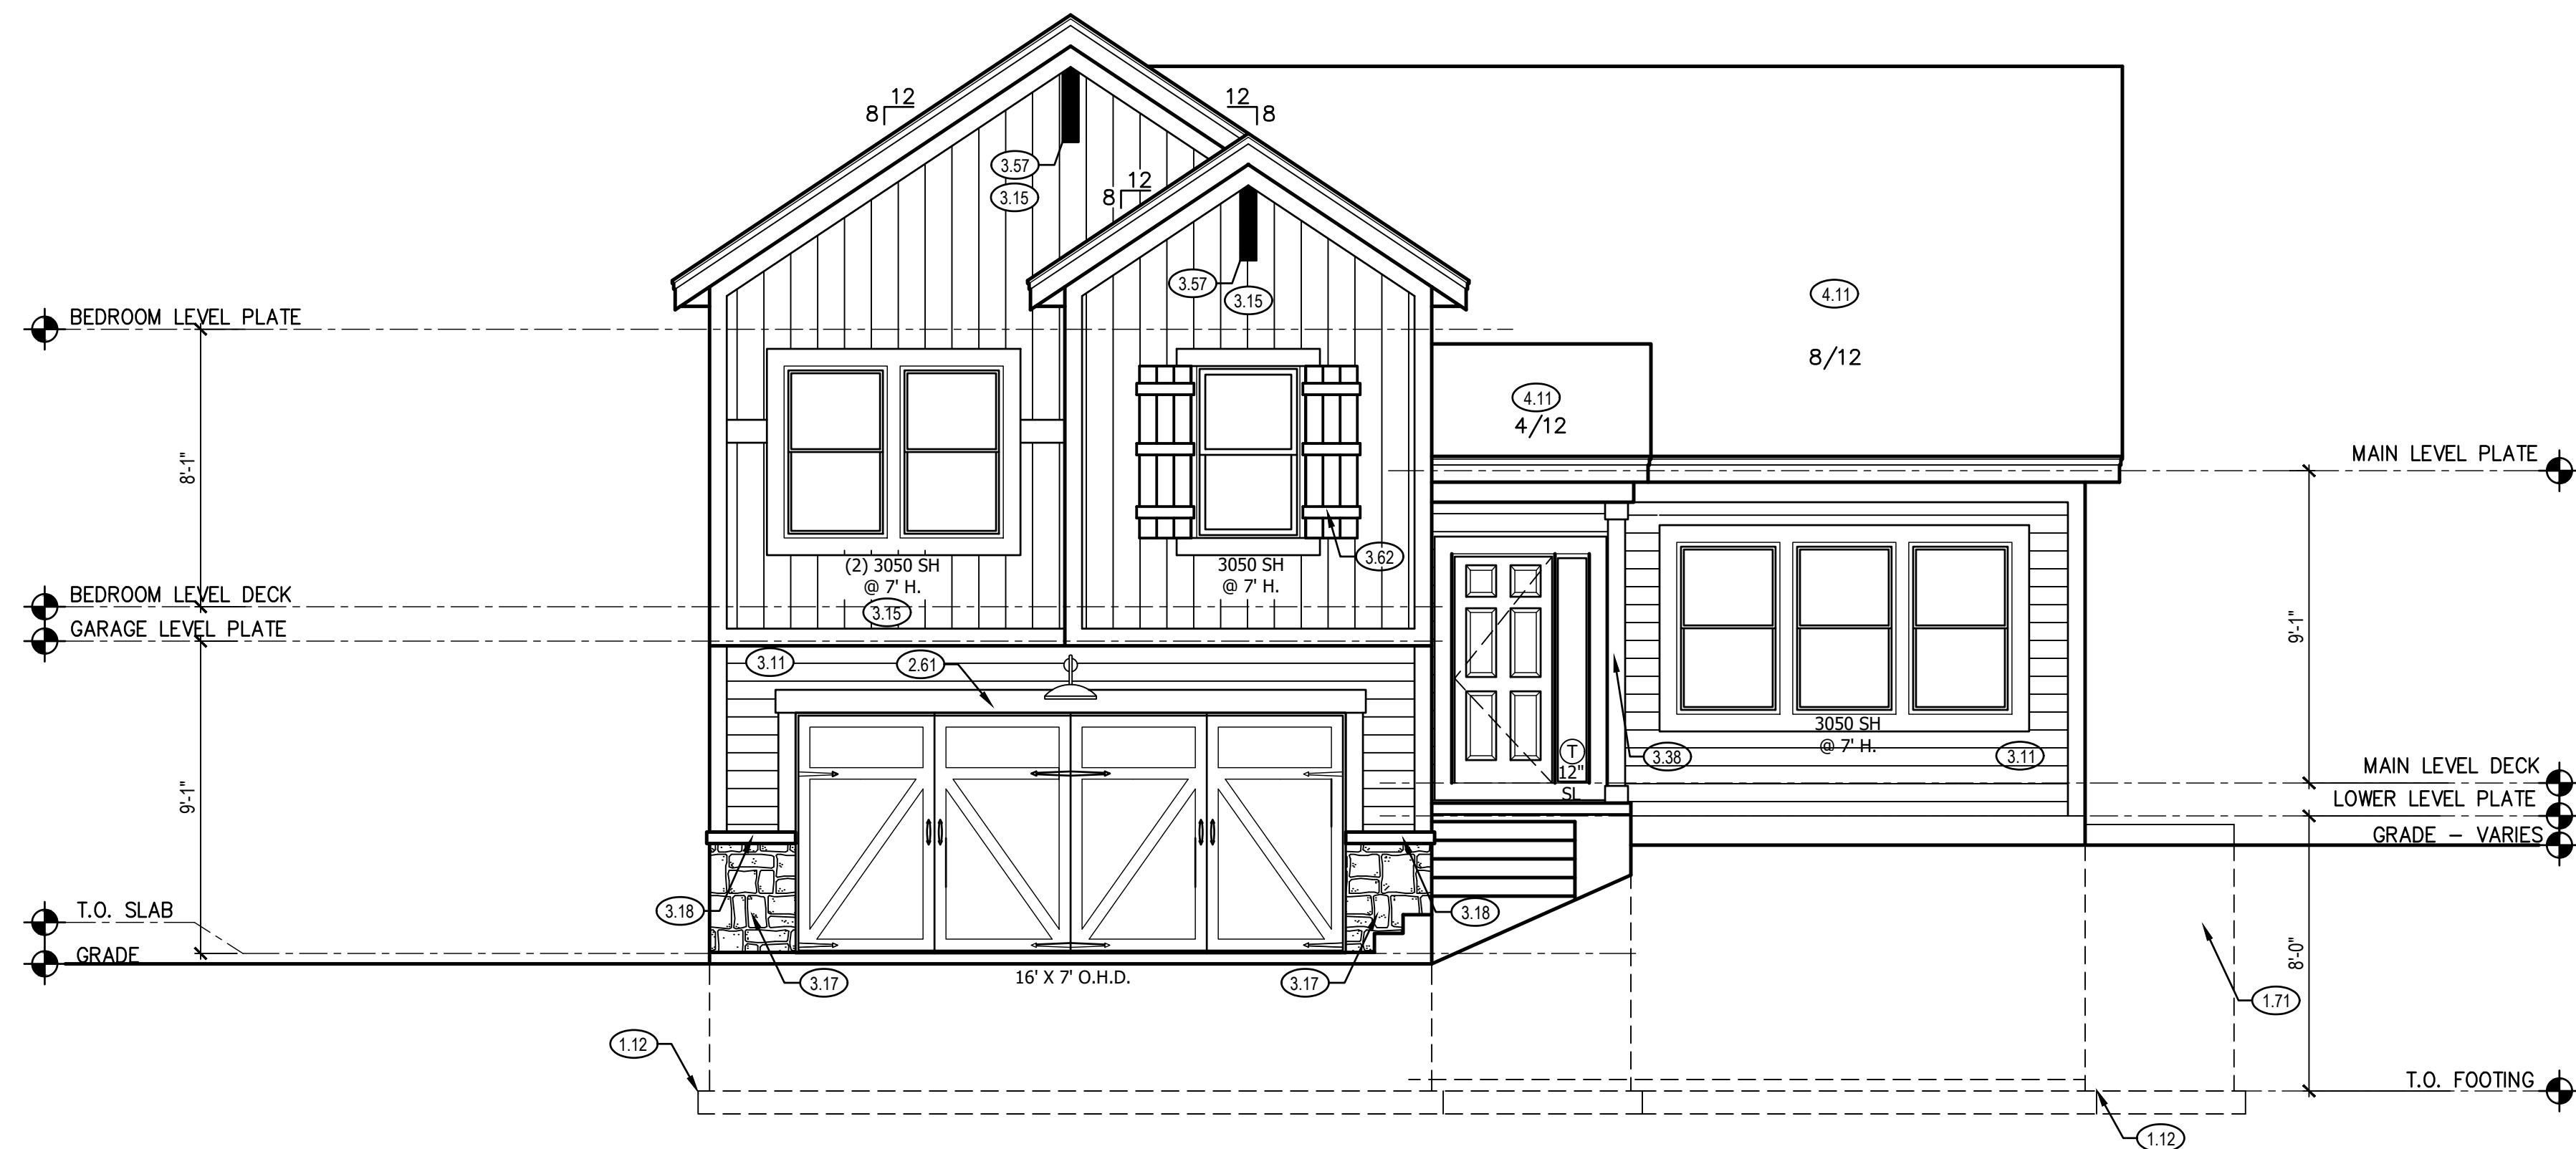 12
8
12
8
3.57
3.15
12
8
3.57
3.15
4.11
8/12
BEDROOM LEVEL PLATE
4.11
4/12
MAIN LEVEL PLATE
8'-1"
(2) 3050 SH
@ 7' H.
3050 SH
@ 7' H.
3.62
BEDROOM LEVEL DECK
3.15
GARAGE LEVEL PLATE
9'-1"
3.11
2.61
3050 SH
@ 7' H.
3.11
3.38
T
12"
SL
MAIN LEVEL DECK
LOWER LEVEL PLATE
GRADE - VARIES
9'-1"
3.18
3.18
T.O. SLAB
GRADE
8'-0"
3.17
16' X 7' O.H.D.
3.17
1.71
1.12
T.O. FOOTING
1.12